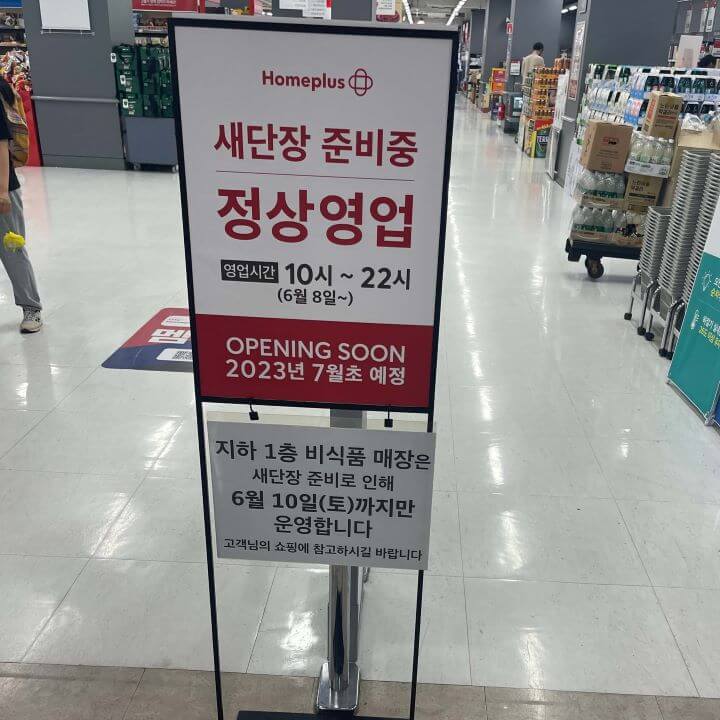 Homeplus
새단장 준비중
정상영업
영업시간 10시 ~ 22시
(6월 8일~)
OPENING SOON
2023년 7월초 예정
지하 1층 비식품 매장은
새단장 준비로 인해
6월 10일(토)까지만
운영합니다
고객님의 쇼핑에 참고하시길 바랍니다